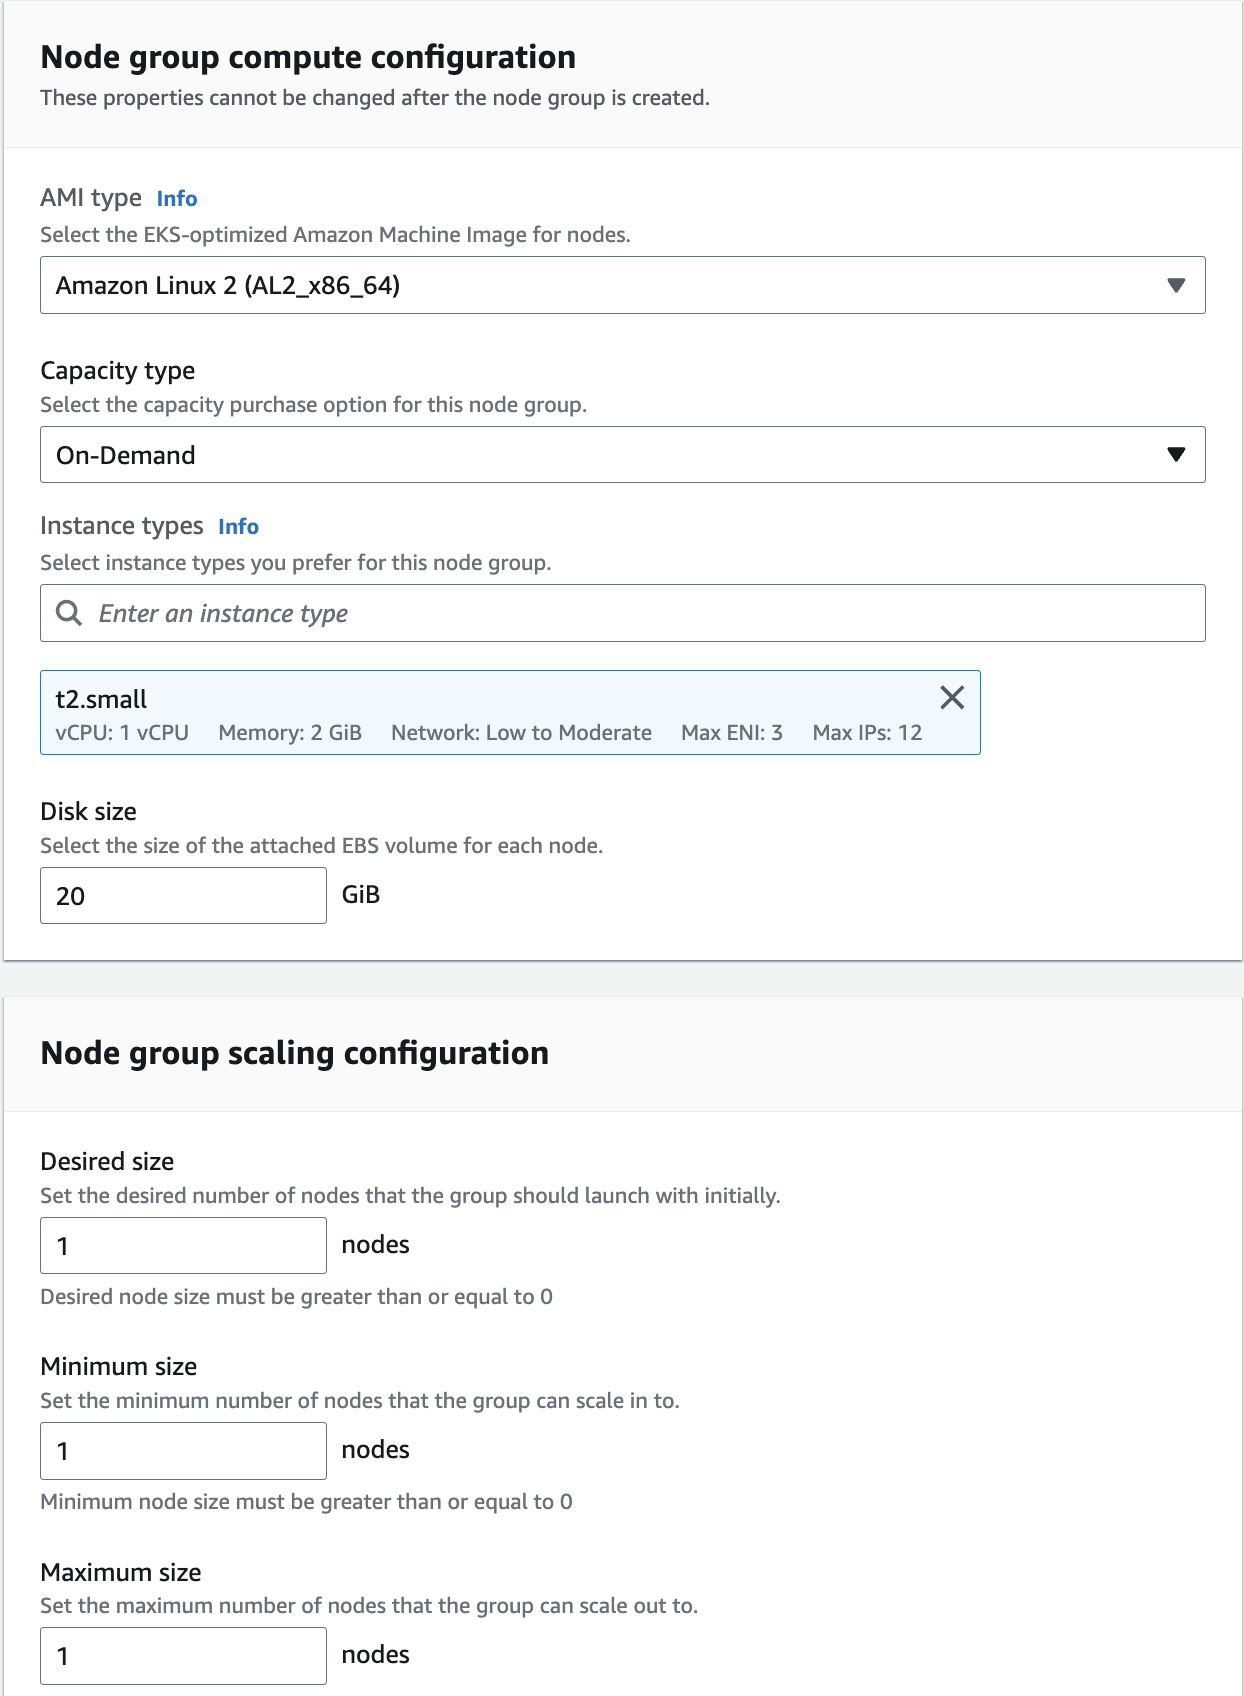 Node group compute configuration
These properties cannot be changed after the node group is created.
AMI type Info
Select the EKS-optimized Amazon Machine Image for nodes.
Amazon Linux 2 (AL2_x86_64)
Capacity type
Select the capacity purchase option for this node group.
On-Demand
Instance types Info
Select instance types you prefer for this node group.
Enter an instance type
t2.small
vCPU: 1 vCPU Memory: 2 GiB Network: Low to Moderate Max ENI: 3 Max IPs: 12
Disk size
Select the size of the attached EBS volume for each node.
20 GiB
Node group scaling configuration
Desired size
Set the desired number of nodes that the group should launch with initially.
1 nodes
Desired node size must be greater than or equal to 0
Minimum size
Set the minimum number of nodes that the group can scale in to.
1 nodes
Minimum node size must be greater than or equal to 0
Maximum size
Set the maximum number of nodes that the group can scale out to.
1 nodes